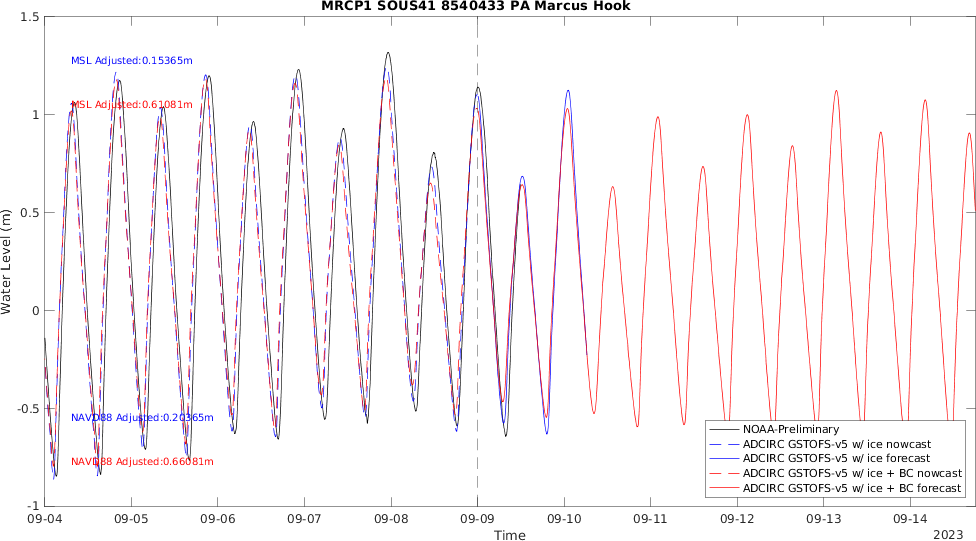 MRCP1 SOUS41 8540433 PA Marcus Hook
1.5
MSL Adjusted:0.15365m
MSL Adjusted:0.61081m
1
0.5
Water Level (m)
0
-0.5
NAVD88 Adjusted:0.20365m
NAVD88 Adjusted:0.66081m
NOAA-Preliminary
ADCIRC GSTOFS-v5 w/ ice nowcast
ADCIRC GSTOFS-v5 w/ ice forecast
ADCIRC GSTOFS-v5 w/ ice + BC nowcast
ADCIRC GSTOFS-v5 w/ ice + BC forecast
-1
09-04 09-05 09-06 09-07 09-08 09-09 09-10 09-11 09-12 09-13 09-14
Time
2023